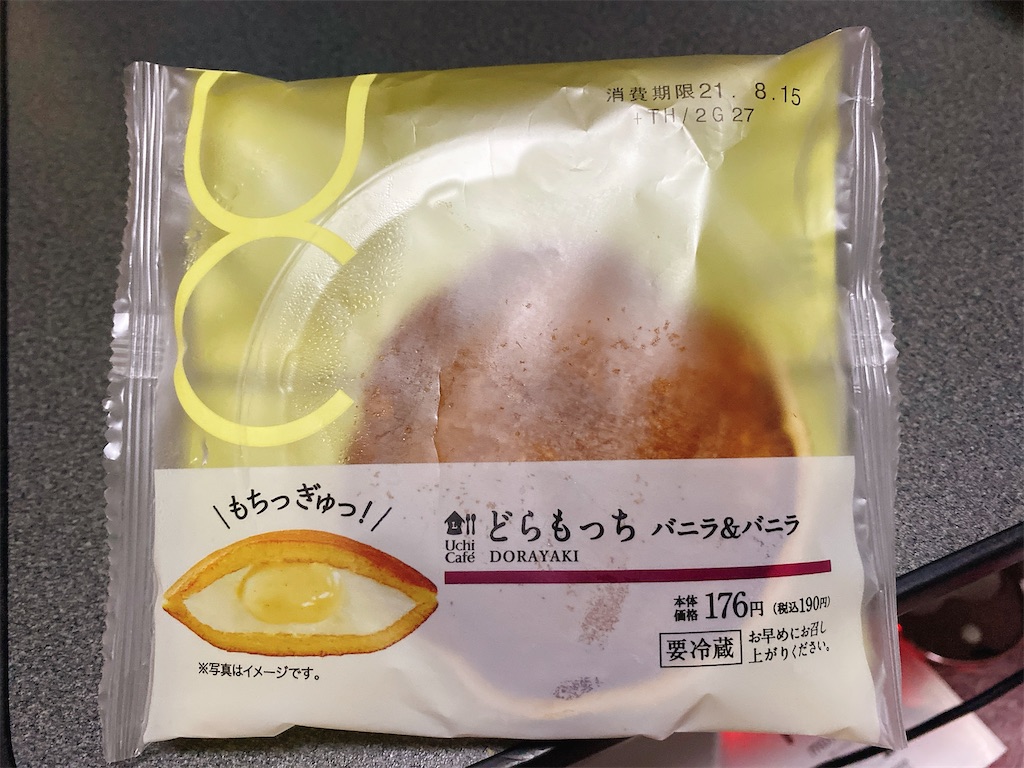 消費期限21. 8.15
+TH/2G27
UC
\もちっぎゅっ!/
Uchi Café
どらもっち バニラ&バニラ
DORAYAKI
本体価格 176円 (税込190円)
要冷蔵 お早めにお召し上がりください。
※写真はイメージです。